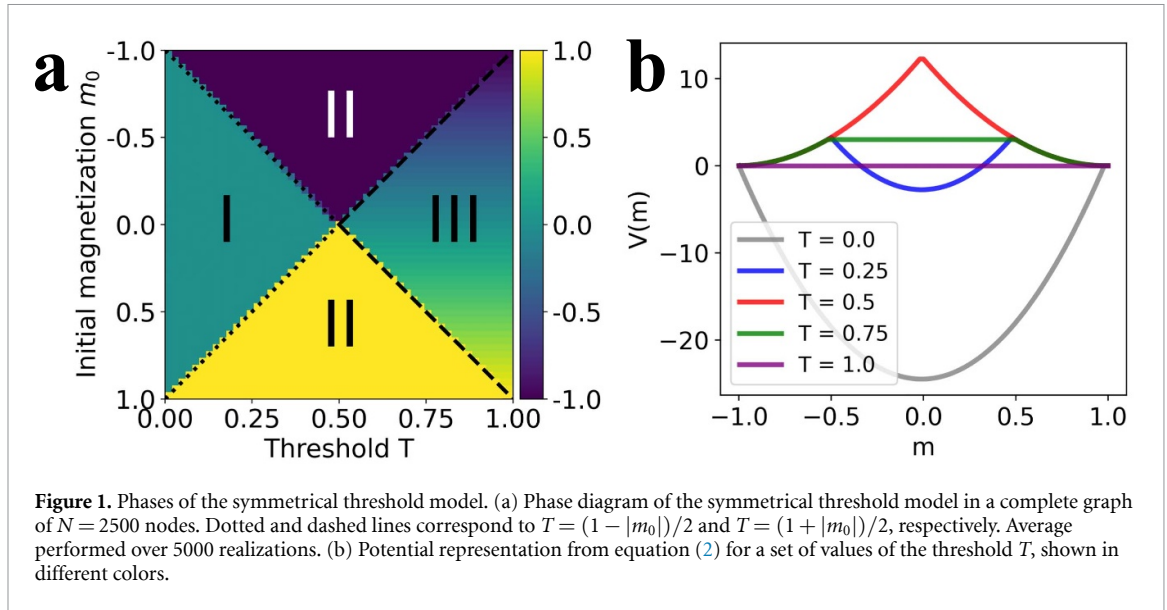 a
-1.0
-0.5
0.0
0.5
1.0
Initial magnetization m₀
II
I
III
II
0.00 0.25 0.50 0.75 1.00
Threshold T
1.0
0.5
0.0
-0.5
-1.0
b
10
0
−10
−20
V(m)
T = 0.0
T = 0.25
T = 0.5
T = 0.75
T = 1.0
−1.0 −0.5 0.0 0.5 1.0
m
Figure 1. Phases of the symmetrical threshold model. (a) Phase diagram of the symmetrical threshold model in a complete graph
of N = 2500 nodes. Dotted and dashed lines correspond to T = (1 − |m₀|)/2 and T = (1 + |m₀|)/2, respectively. Average
performed over 5000 realizations. (b) Potential representation from equation (2) for a set of values of the threshold T, shown in
different colors.